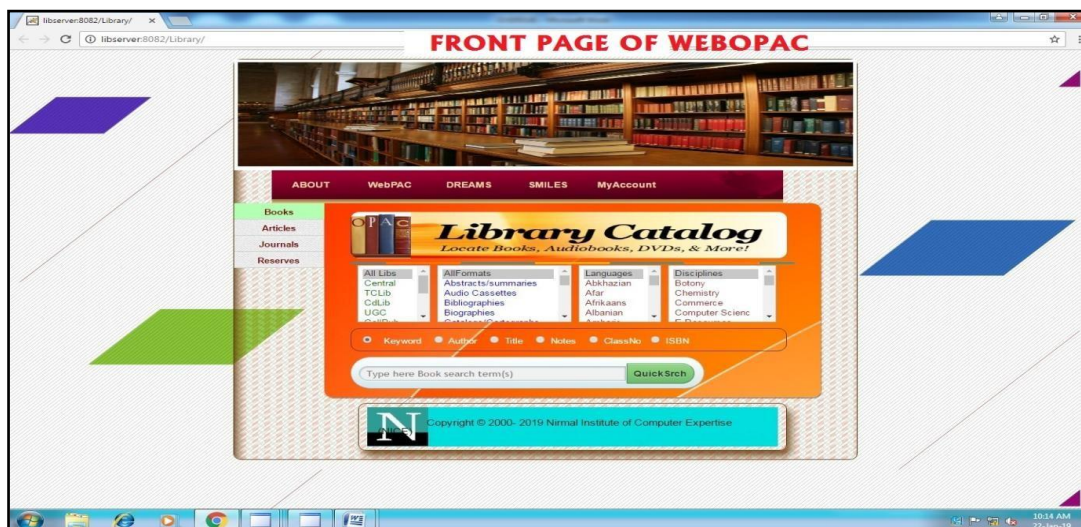 libserver:8082/Library/
libserver:8082/Library/
FRONT PAGE OF WEBOPAC
ABOUT WebPAC DREAMS SMILES MyAccount
Books
Articles
Journals
Reserves
OPAC
Library Catalog
Locate Books, Audiobooks, DVDs, & More!
All Libs
Central
TCLib
CdLib
UGC
AllFormats
Abstracts/summaries
Audio Cassettes
Bibliographies
Biographies
Languages
Abkhazian
Afar
Afrikaans
Albanian
Disciplines
Botony
Chemistry
Commerce
Computer Scienc
Keyword Author Title Notes ClassNo ISBN
Type here Book search term(s) QuickSrch
N
Copyright © 2000- 2019 Nirmal Institute of Computer Expertise
10:14 AM